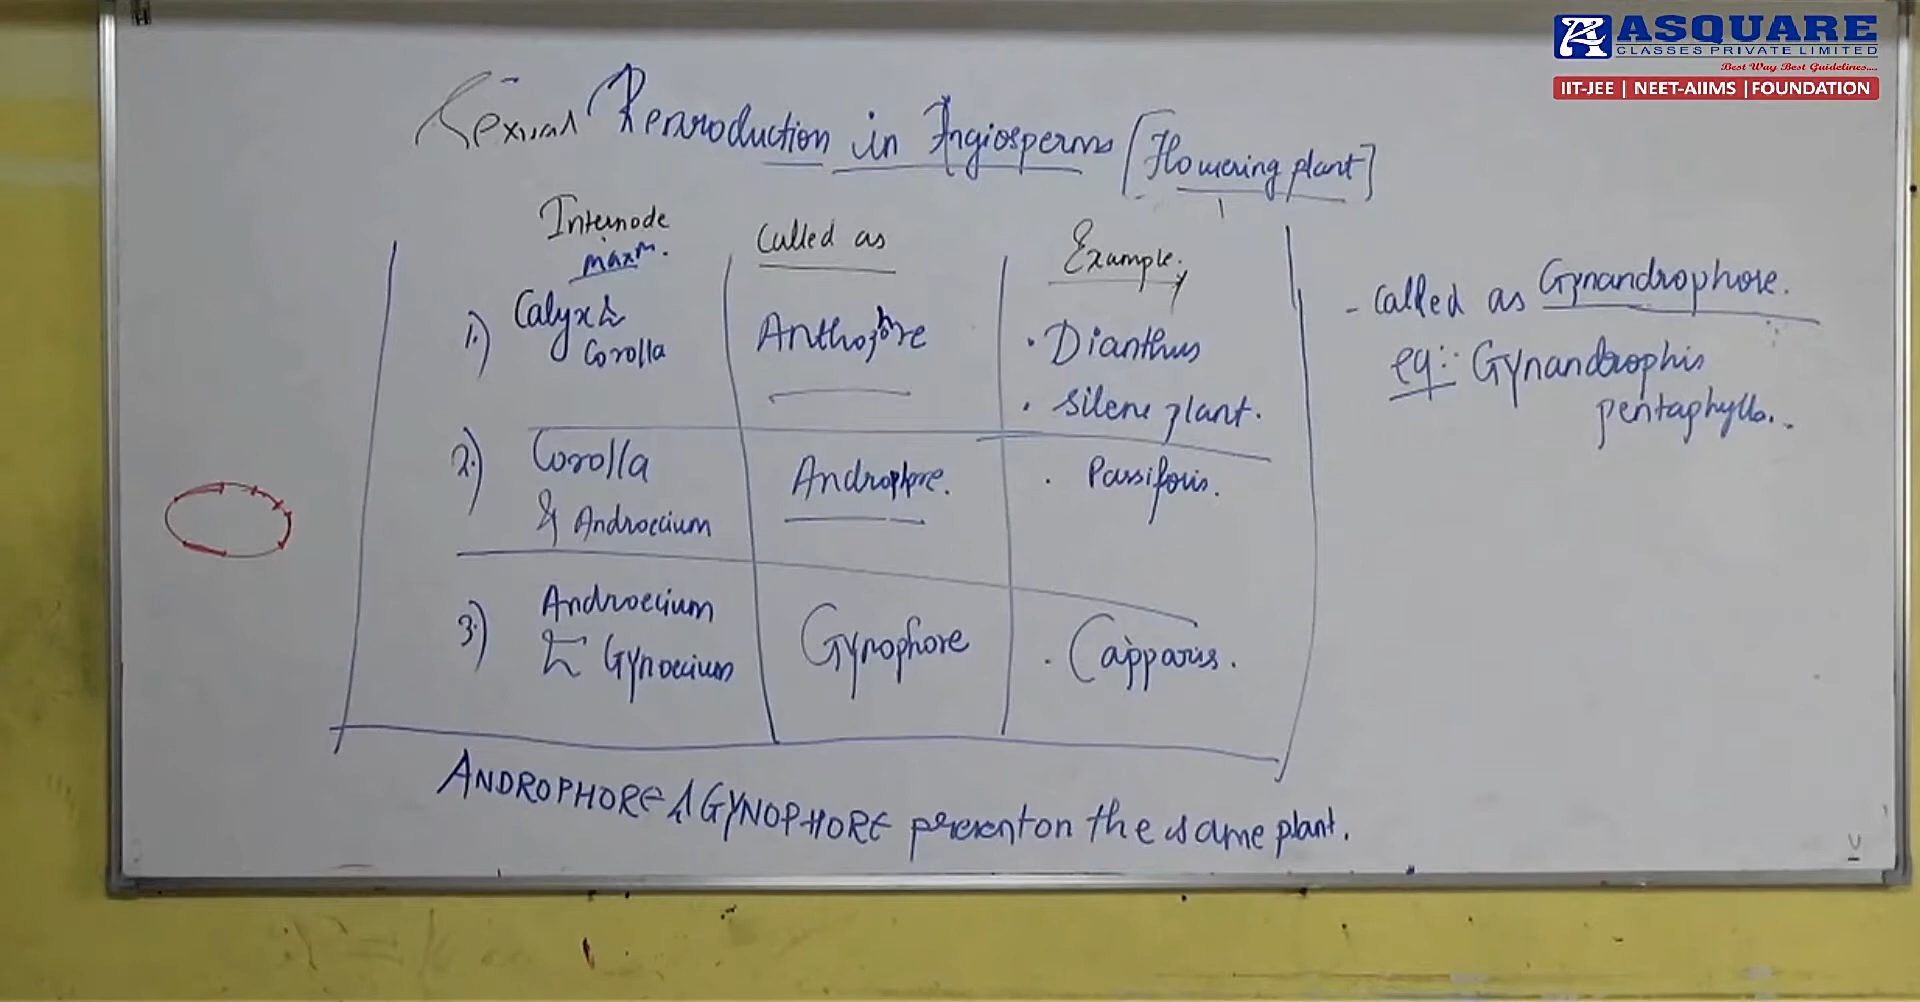 ASQUARE
CLASSES PRIVATE LIMITED
Best Way Best Guidelines....
IIT-JEE | NEET-AIIMS | FOUNDATION
Sexual Reproduction in Angiosperms [Flowering plant]
Internode maxm. Called as Example.
1.) Calyx & Corolla Anthophore . Dianthus
. Silene plant.
2.) Corolla & Androecium Androphore. . Passiforis.
3.) Androecium & Gynoecium Gynophore . Capparis.
ANDROPHORE & GYNOPHORE present on the same plant.
- Called as Gynandrophore.
eg:- Gynandrophis
pentaphylla..